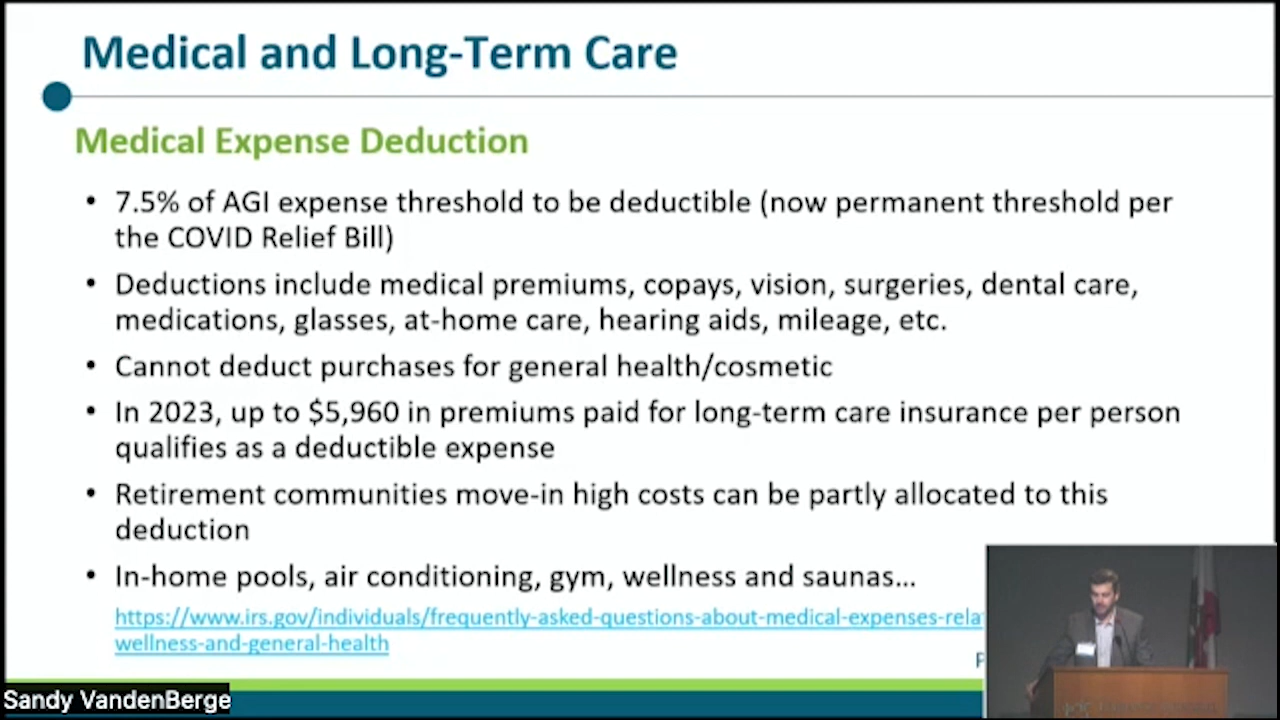 Medical and Long-Term Care
Medical Expense Deduction
• 7.5% of AGI expense threshold to be deductible (now permanent threshold per
the COVID Relief Bill)
• Deductions include medical premiums, copays, vision, surgeries, dental care,
medications, glasses, at-home care, hearing aids, mileage, etc.
• Cannot deduct purchases for general health/cosmetic
• In 2023, up to $5,960 in premiums paid for long-term care insurance per person
qualifies as a deductible expense
• Retirement communities move-in high costs can be partly allocated to this
deduction
• In-home pools, air conditioning, gym, wellness and saunas...
https://www.irs.gov/individuals/frequently-asked-questions-about-medical-expenses-rela
wellness-and-general-health
Sandy VandenBerge